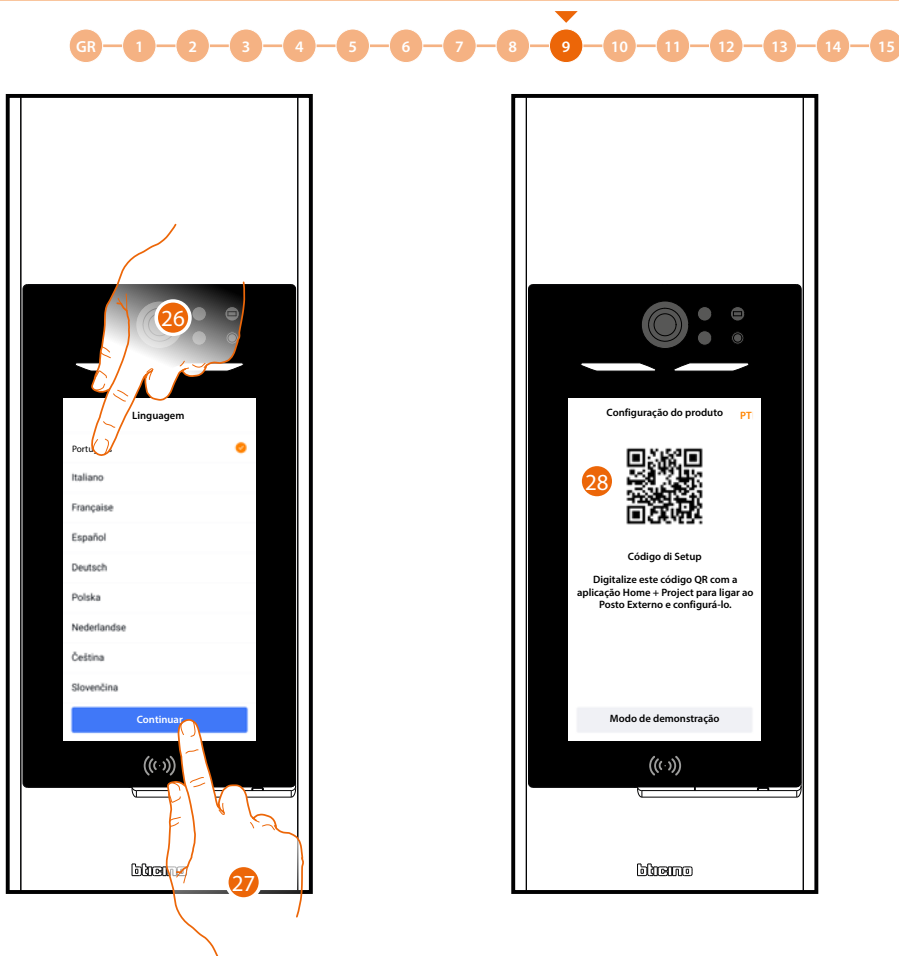 GR 1 2 3 4 5 6 7 8 9 10 11 12 13 14 15
26
Linguagem
Italiano
Française
Español
Deutsch
Polska
Nederlandse
Čeština
Slovenčina
Continuar
bticino
27
Configuração do produto PT
28
Código di Setup
Digitalize este código QR com a
aplicação Home + Project para ligar ao
Posto Externo e configurá-lo.
Modo de demonstração
bticino